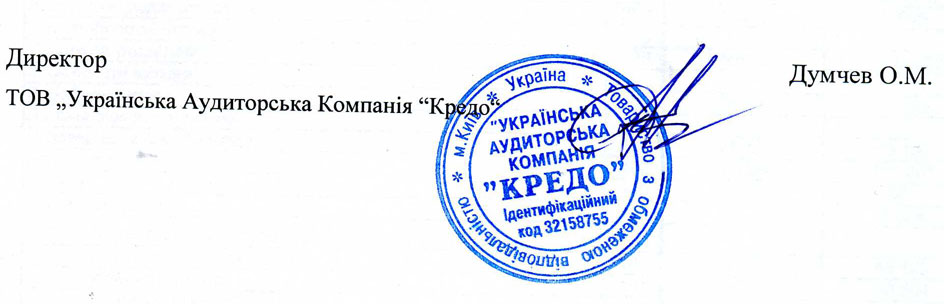 Директор
ТОВ „Українська Аудиторська Компанія “Кредо“
Думчев О.М.
* Україна * Товариство з обмеженою відповідальністю * м.Київ
"УКРАЇНСЬКА
АУДИТОРСЬКА
КОМПАНІЯ
”КРЕДО”
Ідентифікаційний
код 32158755